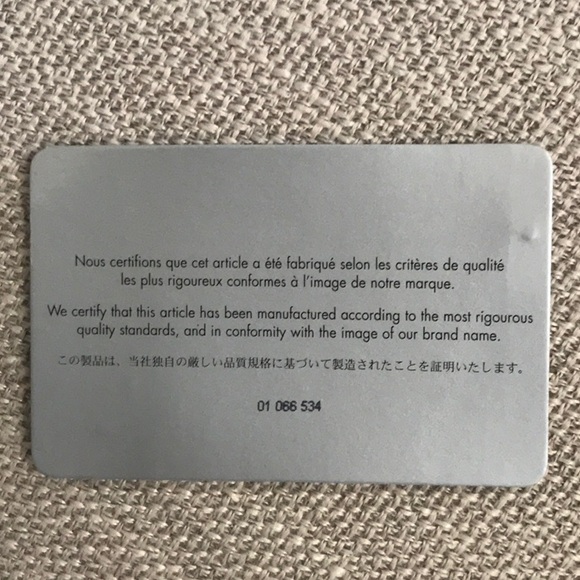 Nous certifions que cet article a été fabriqué selon les critères de qualité
les plus rigoureux conformes à l'image de notre marque.
We certify that this article has been manufactured according to the most rigourous
quality standards, and in conformity with the image of our brand name.
この製品は、当社独自の厳しい品質規格に基づいて製造されたことを証明いたします。
01 066 534